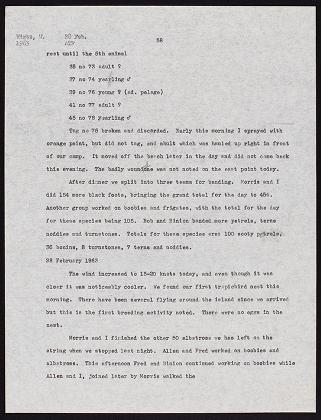 Wirtz, W.
1963
20 Feb.
ATP
58
rest until the 5th animal
35 no 73 adult ♀
37 no 74 yearling ♂
39 no 76 young ♀ (ad. pelage)
41 no 77 adult ♀
45 no 78 yearling ♂
Tag no 75 broken and discarded. Early this morning I sprayed with
orange paint, but did not tag, and adult which was hauled up right in front
of our camp. It moved off the beach later in the day and did not come back
this evening. The badly wounded was not noted on the east point today.
After dinner we split into three teams for banding. Morris and I
did 154 more black foots, bringing the grand total for the day to 454.
Another group worked on boobies and frigates, with the total for the day
for these species being 105. Bob and Binion banded more petrels, terns
noddies and turnstones. Totals for these species are: 100 sooty petrels,
36 bonins, 8 turnstones, 7 terns and noddies.
22 February 1963
The wind increased to 15-20 knots today, and even though it was
clear it was noticeably cooler. We found our first tropicbird nest this
morning. There have been several flying around the island since we arrived
but this is the first breeding activity noted. There were no eggs in the
nest.
Morris and I finished the other 50 albatross we has left on the
string when we stopped last night. Allen and Fred worked on boobies and
albatross. This afternoon Fred and Binion continued working on boobies while
Allen and I, joined later by Morris walked the